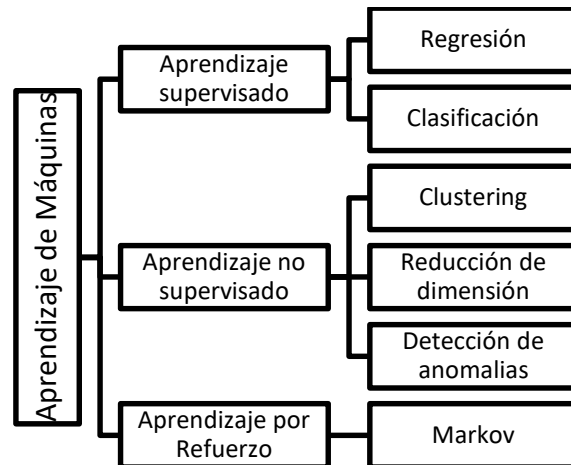 Aprendizaje de Máquinas
Aprendizaje
supervisado
Regresión
Clasificación
Aprendizaje no
supervisado
Clustering
Reducción de
dimensión
Detección de
anomalias
Aprendizaje por
Refuerzo
Markov